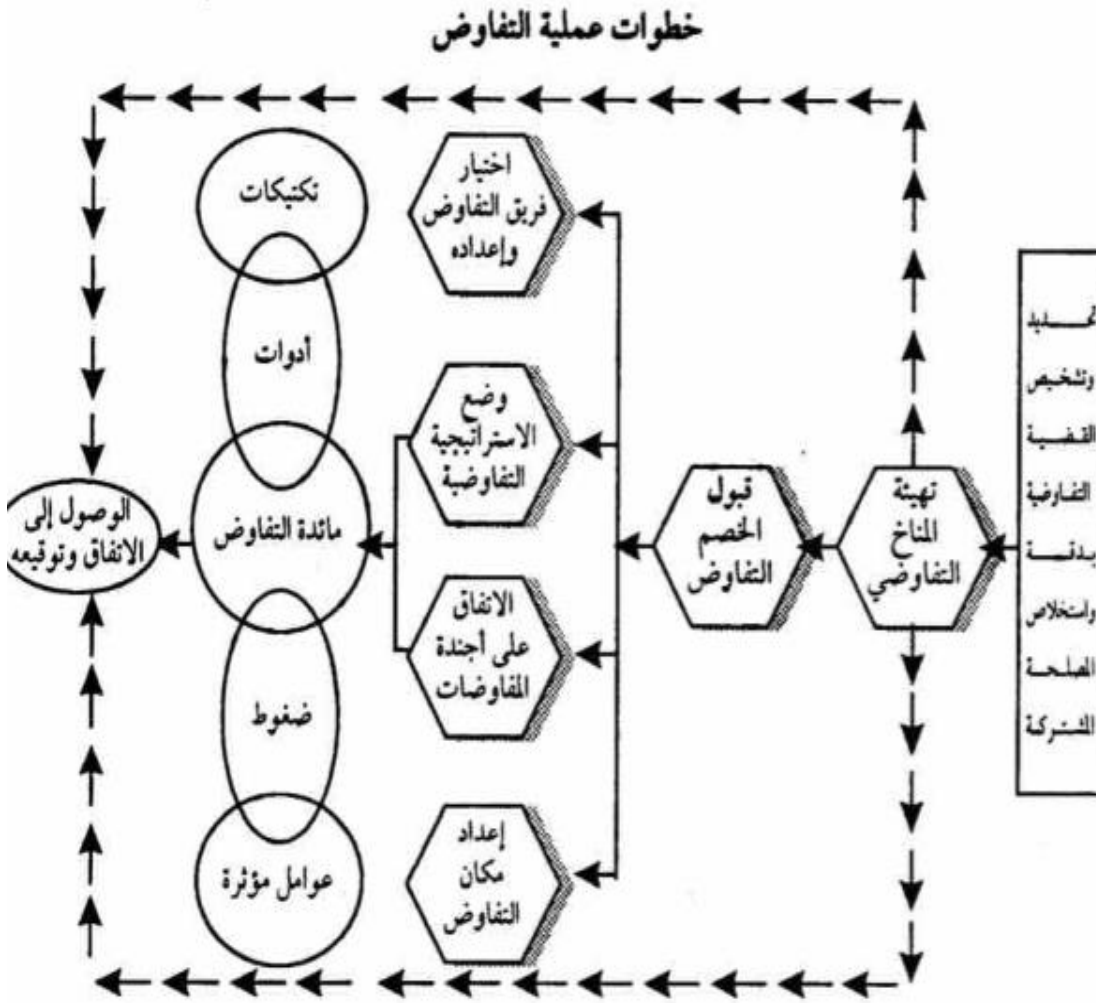 خطوات عملية التفاوض
تحديد
وتشخيص
القضية
التفاوضية
بدقة
واستخلاص
المصلحة
المشتركة
تهيئة
المناخ
التفاوضي
قبول
الخصم
التفاوض
اختيار
فريق التفاوض
وإعداده
وضع
الاستراتيجية
التفاوضية
الاتفاق
على أجندة
المفاوضات
إعداد
مكان
التفاوض
تكتيكات
أدوات
مائدة التفاوض
ضغوط
عوامل مؤثرة
الوصول إلى
الاتفاق وتوقيعه